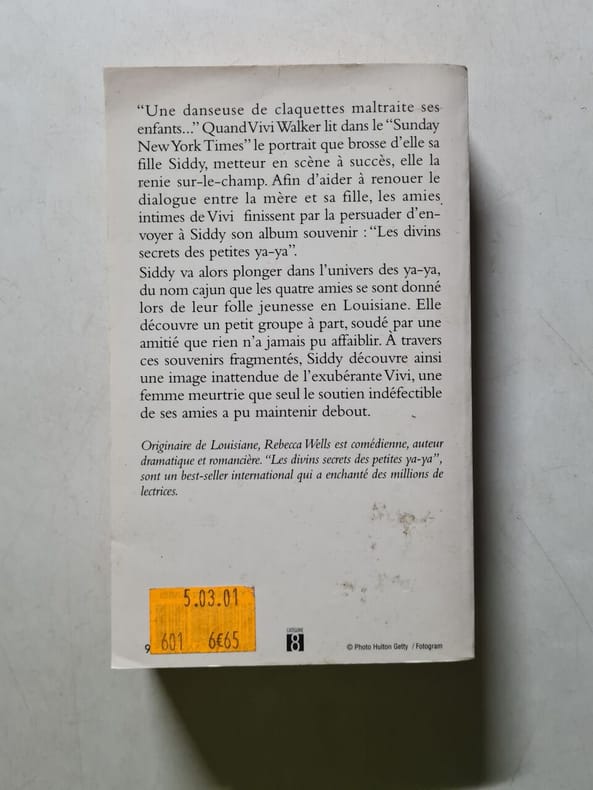 “Une danseuse de claquettes maltraite ses
enfants...” Quand Vivi Walker lit dans le “Sunday
New York Times” le portrait que brosse d’elle sa
fille Siddy, metteur en scène à succès, elle la
renie sur-le-champ. Afin d’aider à renouer le
dialogue entre la mère et sa fille, les amies
intimes de Vivi finissent par la persuader d’en-
voyer à Siddy son album souvenir : “Les divins
secrets des petites ya-ya”.
Siddy va alors plonger dans l’univers des ya-ya,
du nom cajun que les quatre amies se sont donné
lors de leur folle jeunesse en Louisiane. Elle
découvre un petit groupe à part, soudé par une
amitié que rien n’a jamais pu affaiblir. À travers
ces souvenirs fragmentés, Siddy découvre ainsi
une image inattendue de l’exubérante Vivi, une
femme meurtrie que seul le soutien indéfectible
de ses amies a pu maintenir debout.
Originaire de Louisiane, Rebecca Wells est comédienne, auteur
dramatique et romancière. “Les divins secrets des petites ya-ya”,
sont un best-seller international qui a enchanté des millions de
lectrices.
5.03.01
601 6€65
9
CATÉGORIE
8
© Photo Hulton Getty / Fotogram